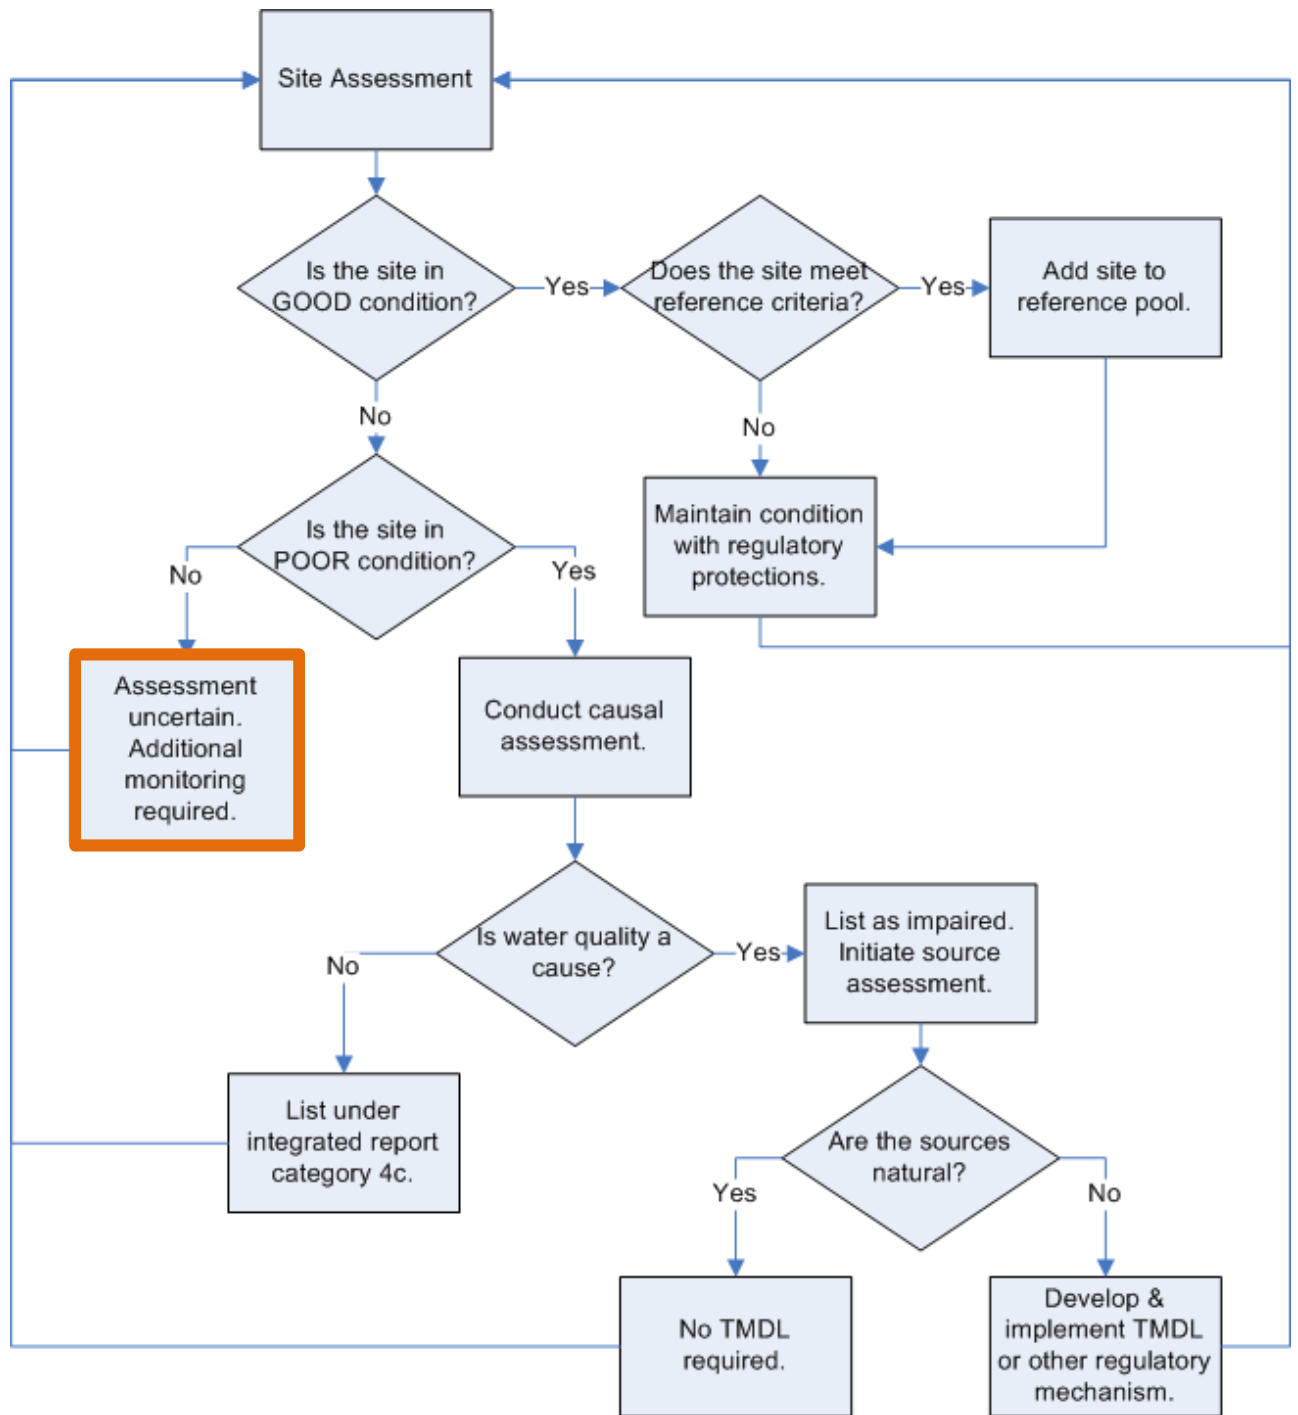 Site Assessment
Is the site in
GOOD condition?
Yes
Does the site meet
reference criteria?
Yes
Add site to
reference pool.
No
No
Maintain condition
with regulatory
protections.
Is the site in
POOR condition?
No
Yes
Assessment
uncertain.
Additional
monitoring
required.
Conduct causal
assessment.
Is water quality a
cause?
No
Yes
List as impaired.
Initiate source
assessment.
List under
integrated report
category 4c.
Are the sources
natural?
Yes
No
No TMDL
required.
Develop &
implement TMDL
or other regulatory
mechanism.